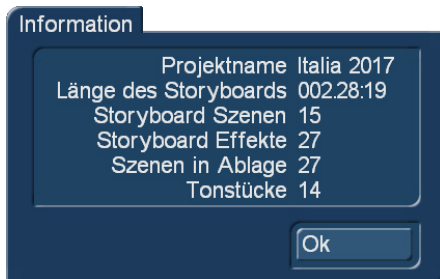 Information
Projektname Italia 2017
Länge des Storyboards 002.28:19
Storyboard Szenen 15
Storyboard Effekte 27
Szenen in Ablage 27
Tonstücke 14
Ok